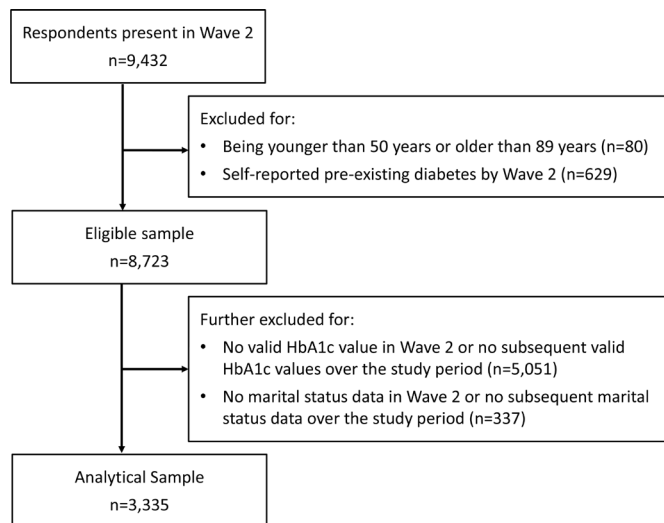 Respondents present in Wave 2
n=9,432
Excluded for:
• Being younger than 50 years or older than 89 years (n=80)
• Self-reported pre-existing diabetes by Wave 2 (n=629)
Eligible sample
n=8,723
Further excluded for:
• No valid HbA1c value in Wave 2 or no subsequent valid
HbA1c values over the study period (n=5,051)
• No marital status data in Wave 2 or no subsequent marital
status data over the study period (n=337)
Analytical Sample
n=3,335